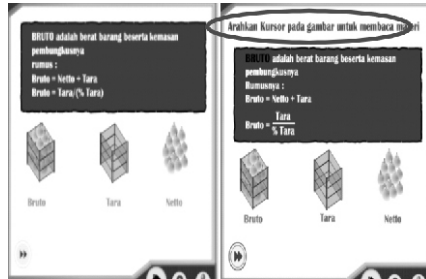 BRUTO adalah berat barang beserta kemasan
pembungkusnya
rumus :
Bruto = Netto + Tara
Bruto = Tara/(% Tara)
Bruto
Tara
Netto
Arahkan Kursor pada gambar untuk membaca materi
BRUTO adalah berat barang beserta kemasan
pembungkusnya
Rumusnya :
Bruto = Netto + Tara
Bruto = Tara
% Tara
Bruto
Tara
Netto